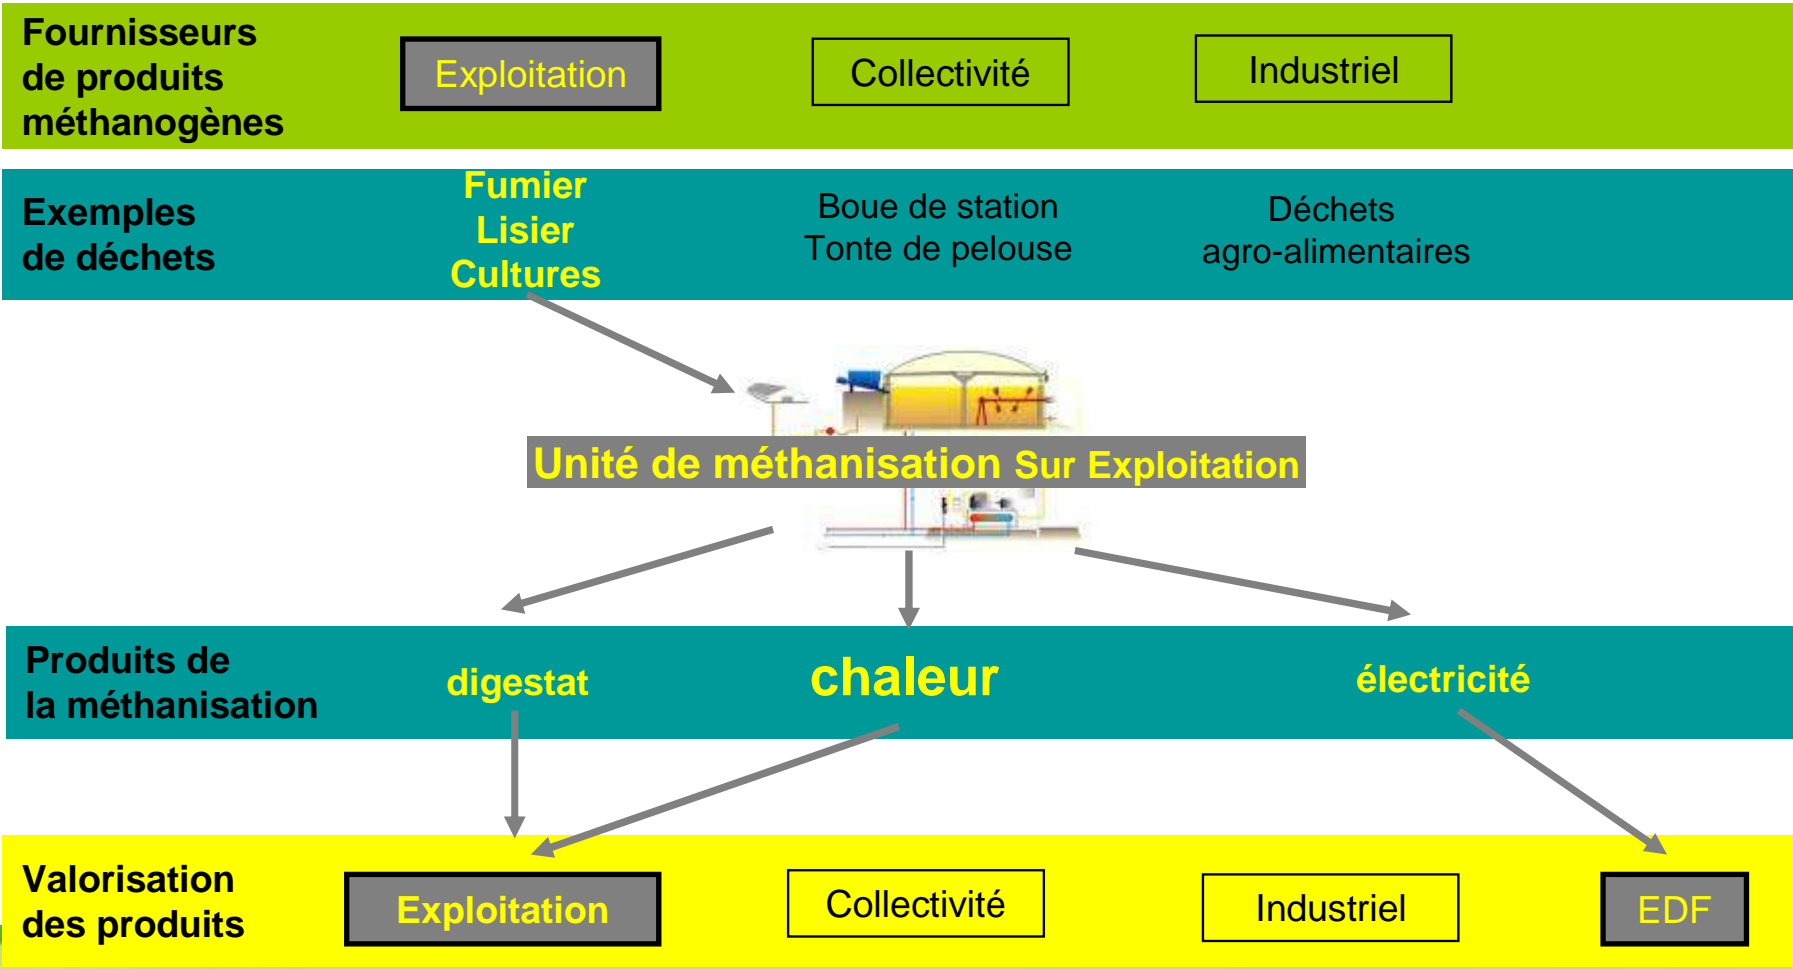 Fournisseurs
de produits
méthanogènes
Exploitation
Collectivité
Industriel
Exemples
de déchets
Fumier
Lisier
Cultures
Boue de station
Tonte de pelouse
Déchets
agro-alimentaires
Unité de méthanisation Sur Exploitation
Produits de
la méthanisation
digestat
chaleur
électricité
Valorisation
des produits
Exploitation
Collectivité
Industriel
EDF